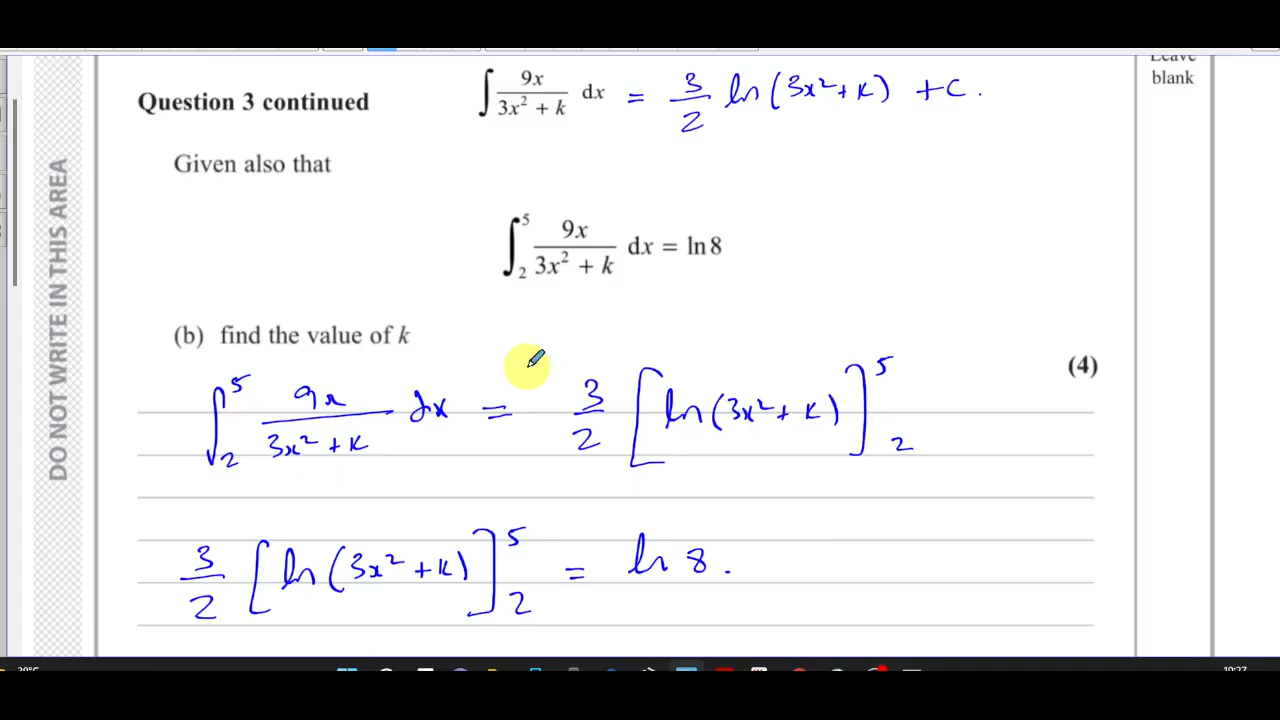 Leave
blank
Question 3 continued
∫ 9x / (3x² + k) dx = 3/2 ln(3x² + k) + C.
Given also that
∫₂⁵ 9x / (3x² + k) dx = ln 8
(b) find the value of k
(4)
∫₂⁵ 9x / (3x² + k) dx = 3/2 [ln(3x² + k)]₂⁵
3/2 [ln(3x² + k)]₂⁵ = ln 8.
DO NOT WRITE IN THIS AREA